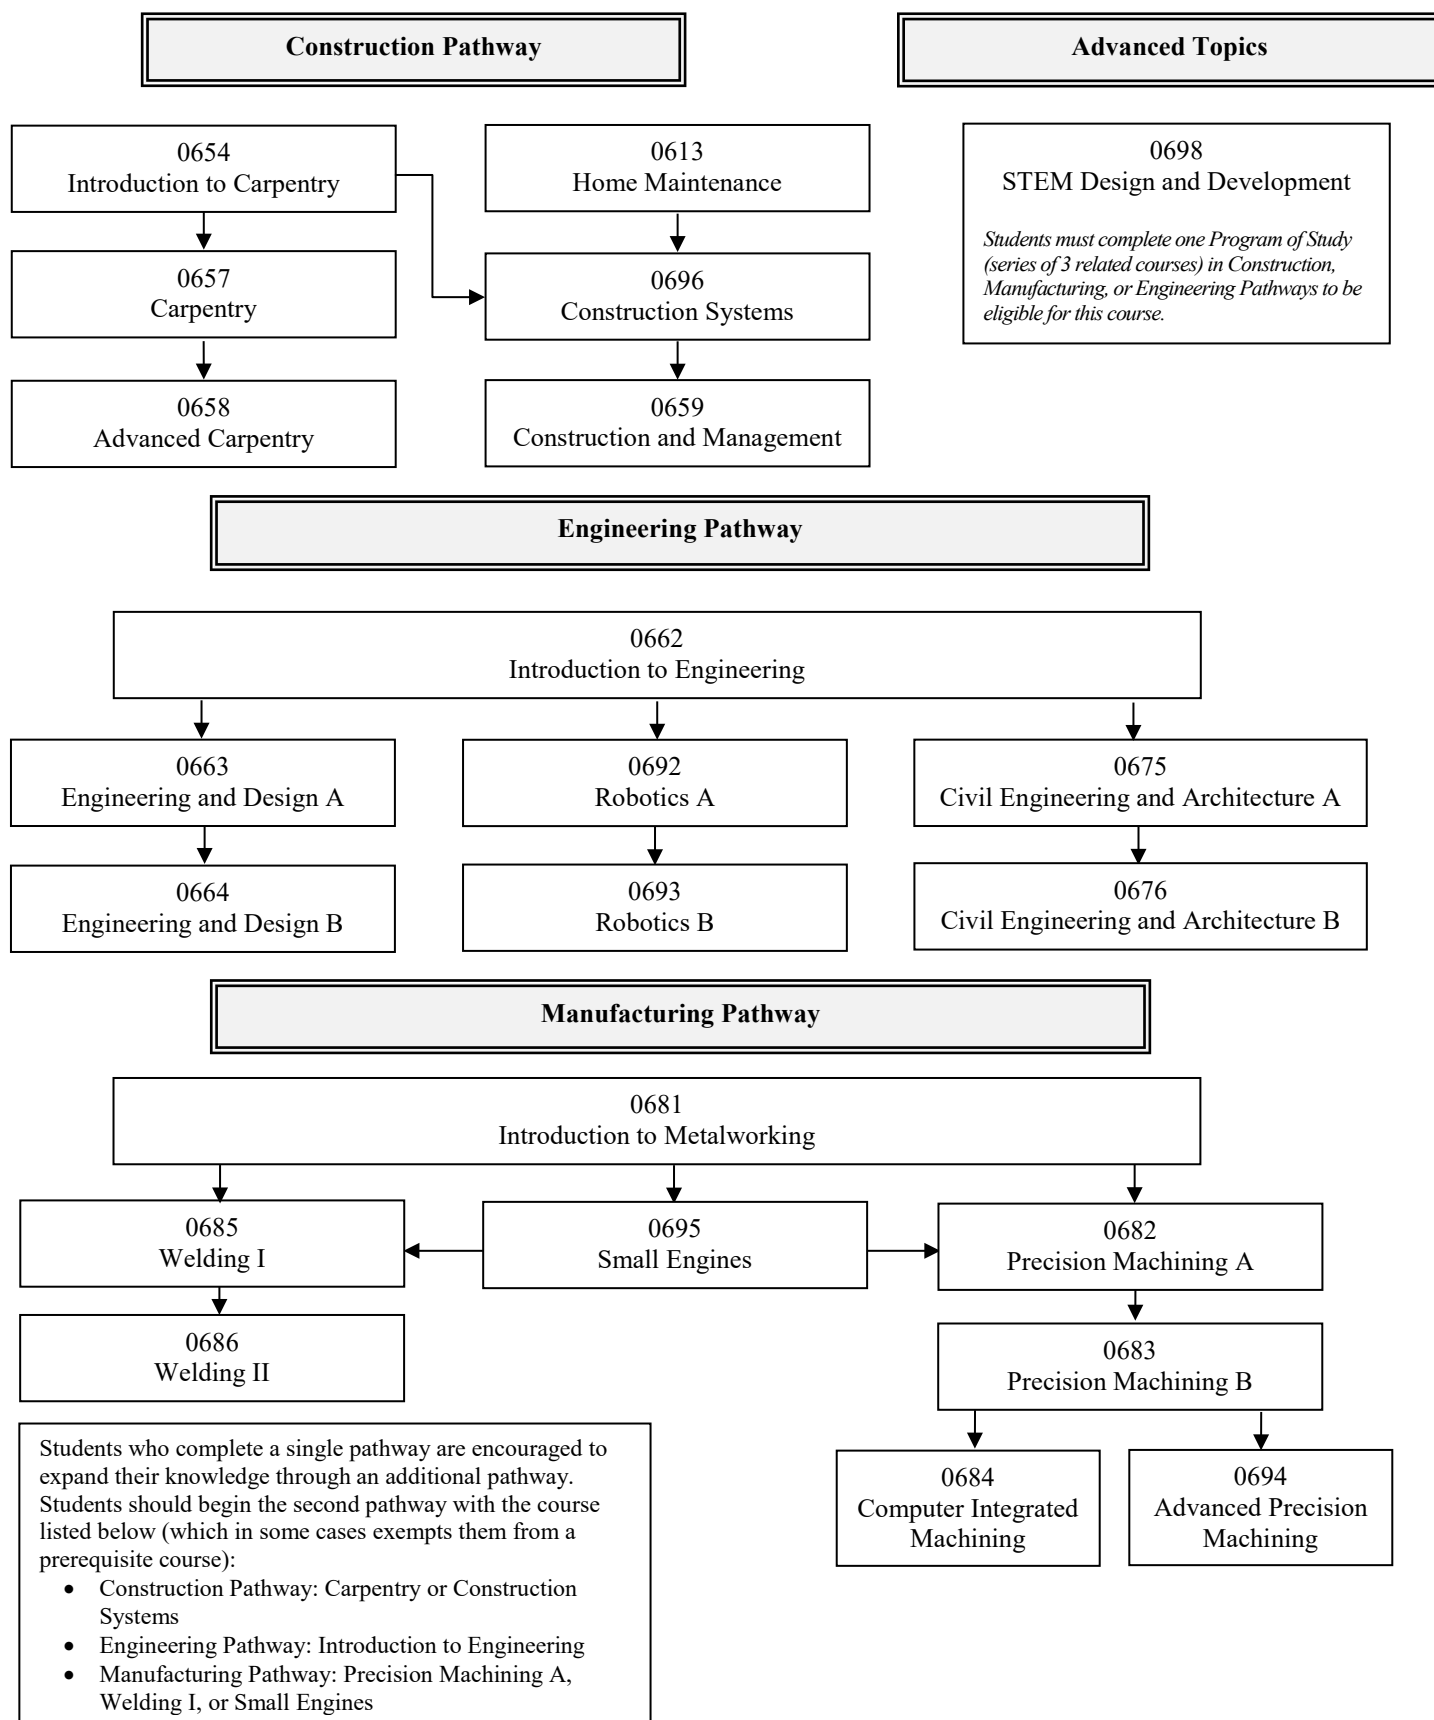 Construction Pathway
Advanced Topics
0654
Introduction to Carpentry
0613
Home Maintenance
0698
STEM Design and Development
Students must complete one Program of Study
(series of 3 related courses) in Construction,
Manufacturing, or Engineering Pathways to be
eligible for this course.
0657
Carpentry
0696
Construction Systems
0658
Advanced Carpentry
0659
Construction and Management
Engineering Pathway
0662
Introduction to Engineering
0663
Engineering and Design A
0692
Robotics A
0675
Civil Engineering and Architecture A
0664
Engineering and Design B
0693
Robotics B
0676
Civil Engineering and Architecture B
Manufacturing Pathway
0681
Introduction to Metalworking
0685
Welding I
0695
Small Engines
0682
Precision Machining A
0686
Welding II
0683
Precision Machining B
0684
Computer Integrated
Machining
0694
Advanced Precision
Machining
Students who complete a single pathway are encouraged to
expand their knowledge through an additional pathway.
Students should begin the second pathway with the course
listed below (which in some cases exempts them from a
prerequisite course):
• Construction Pathway: Carpentry or Construction
Systems
• Engineering Pathway: Introduction to Engineering
• Manufacturing Pathway: Precision Machining A,
Welding I, or Small Engines